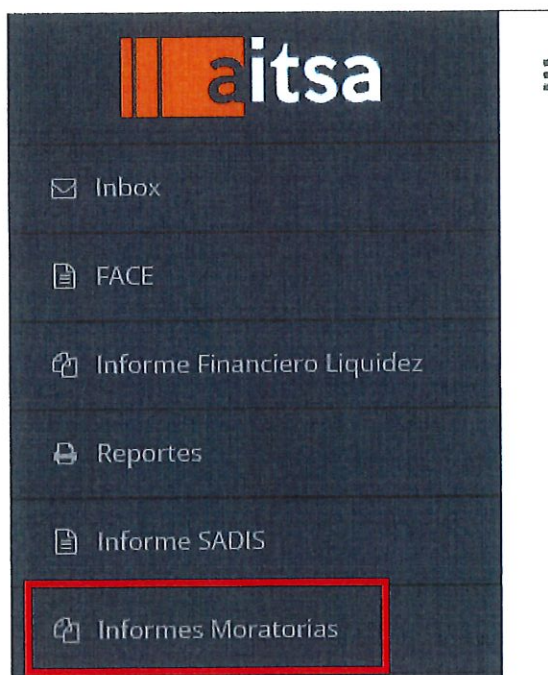 aitsa
Inbox
FACE
Informe Financiero Liquidez
Reportes
Informe SADIS
Informes Moratorias